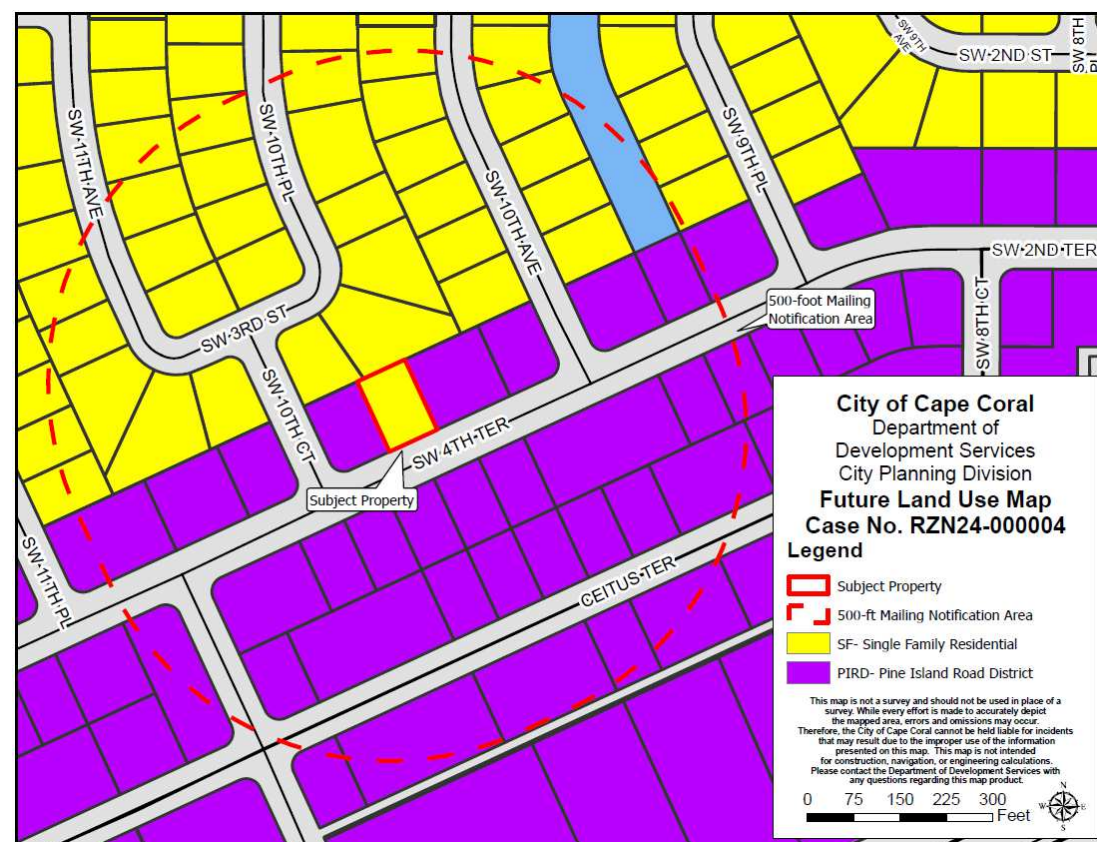 SW 9TH
AVE
SW 2ND ST
SW 8TH
PL
SW-11TH-AVE
SW-10TH-PL
SW-10TH-AVE
SW-9TH-PL
SW-2ND-TER
500-foot Mailing
Notification Area
SW-3RD-ST
SW-8TH-CT
SW-10TH-CT
SW-4TH-TER
Subject Property
SW-11TH-PL
CEITUS-TER
City of Cape Coral
Department of
Development Services
City Planning Division
Future Land Use Map
Case No. RZN24-000004
Legend
Subject Property
500-ft Mailing Notification Area
SF- Single Family Residential
PIRD- Pine Island Road District
This map is not a survey and should not be used in place of a
survey. While every effort is made to accurately depict
the mapped area, errors and omissions may occur.
Therefore, the City of Cape Coral cannot be held liable for incidents
that may result due to the improper use of the information
presented on this map. This map is not intended
for construction, navigation, or engineering calculations.
Please contact the Department of Development Services with
any questions regarding this map product.
0 75 150 225 300
Feet
N
W E
S